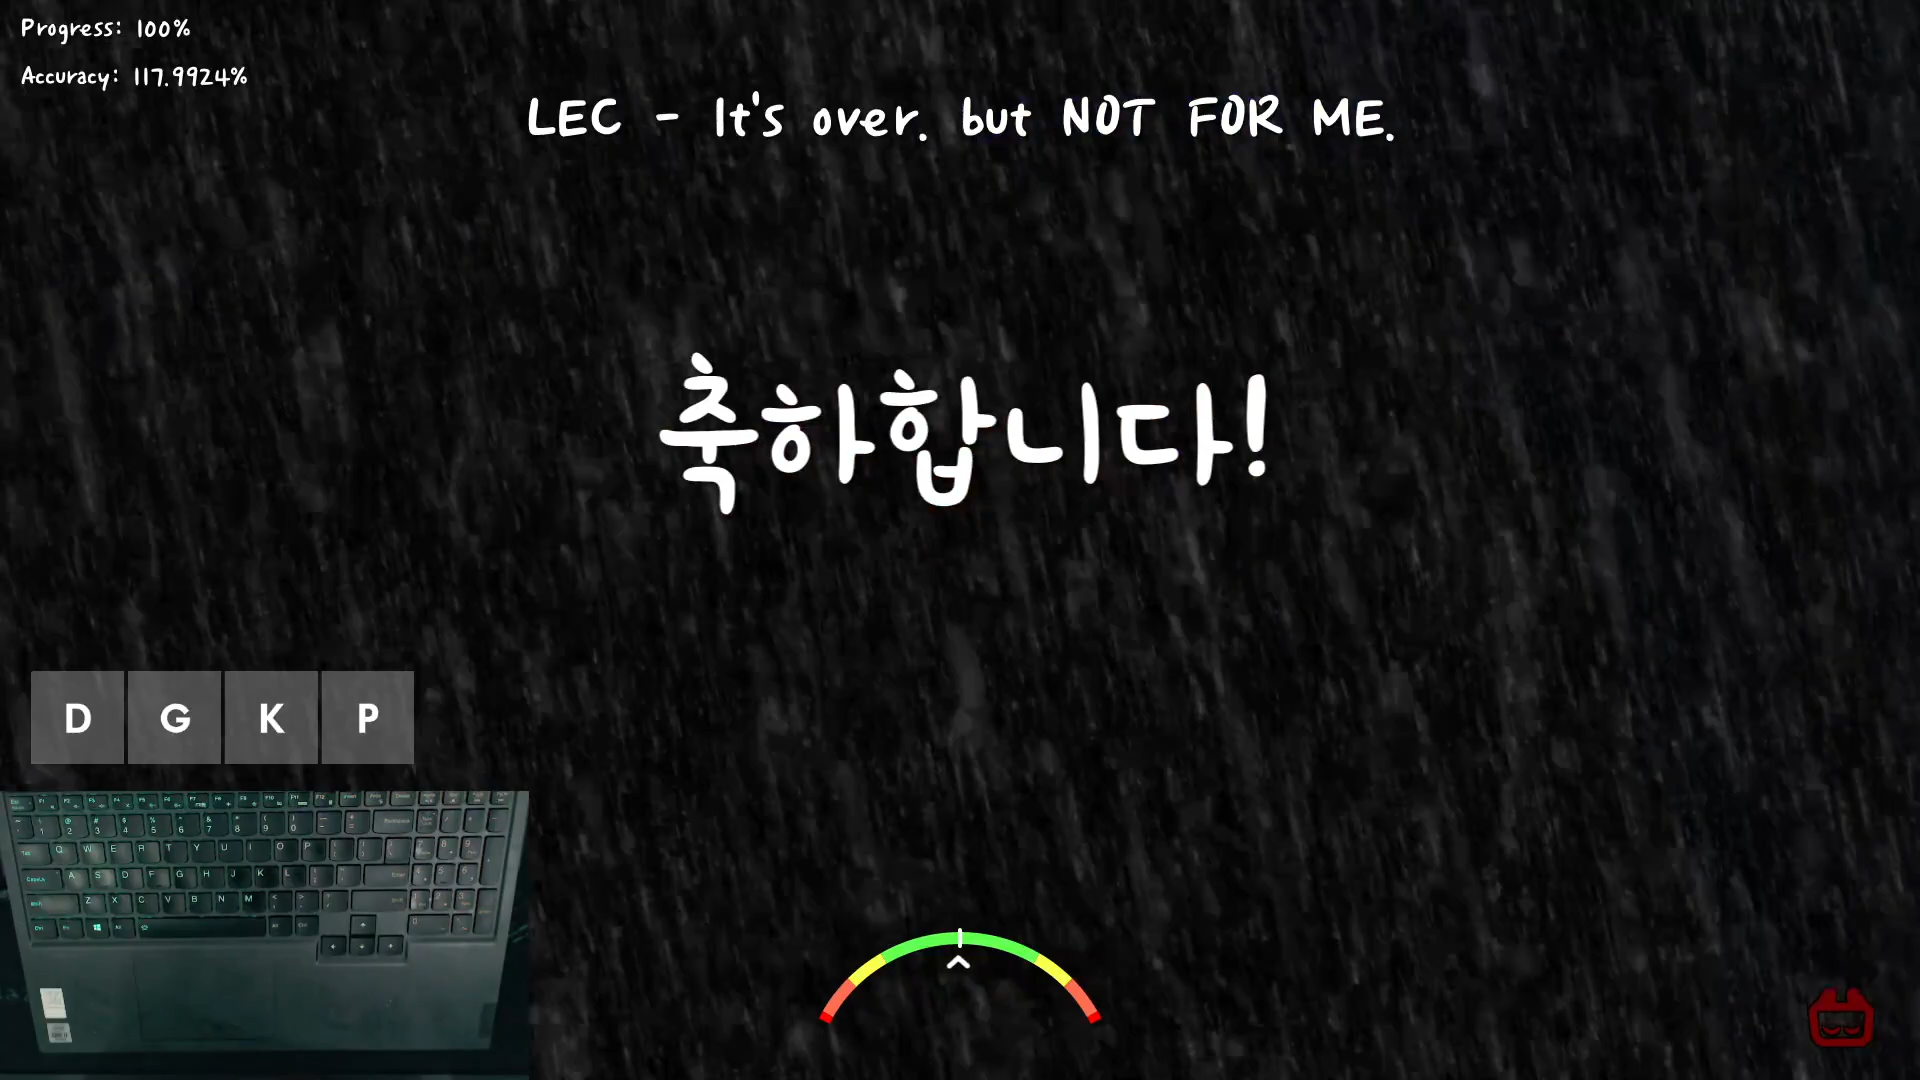 Progress: 100%
Accuracy: 117.9924%
LEC - It's over. but NOT FOR ME.
축하합니다!
D G K P
Q W E R T Y U I O P
A S D F G H J K L
Z X C V B N M